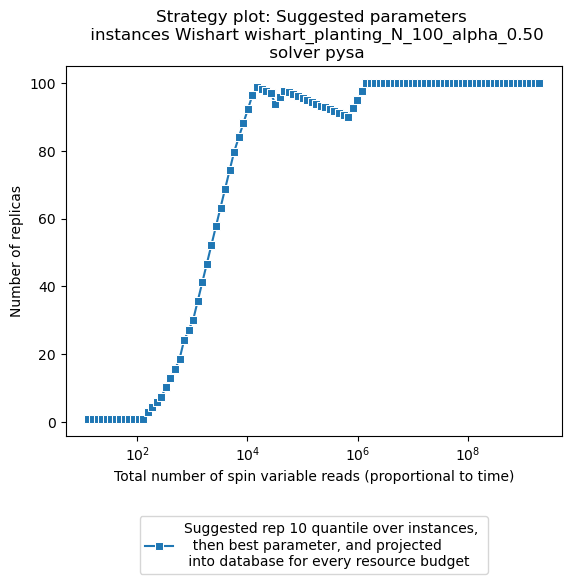 Strategy plot: Suggested parameters
instances Wishart wishart_planting_N_100_alpha_0.50
solver pysa
100
80
60
40
20
0
Number of replicas
10^2 10^4 10^6 10^8
Total number of spin variable reads (proportional to time)
Suggested rep 10 quantile over instances,
then best parameter, and projected
into database for every resource budget